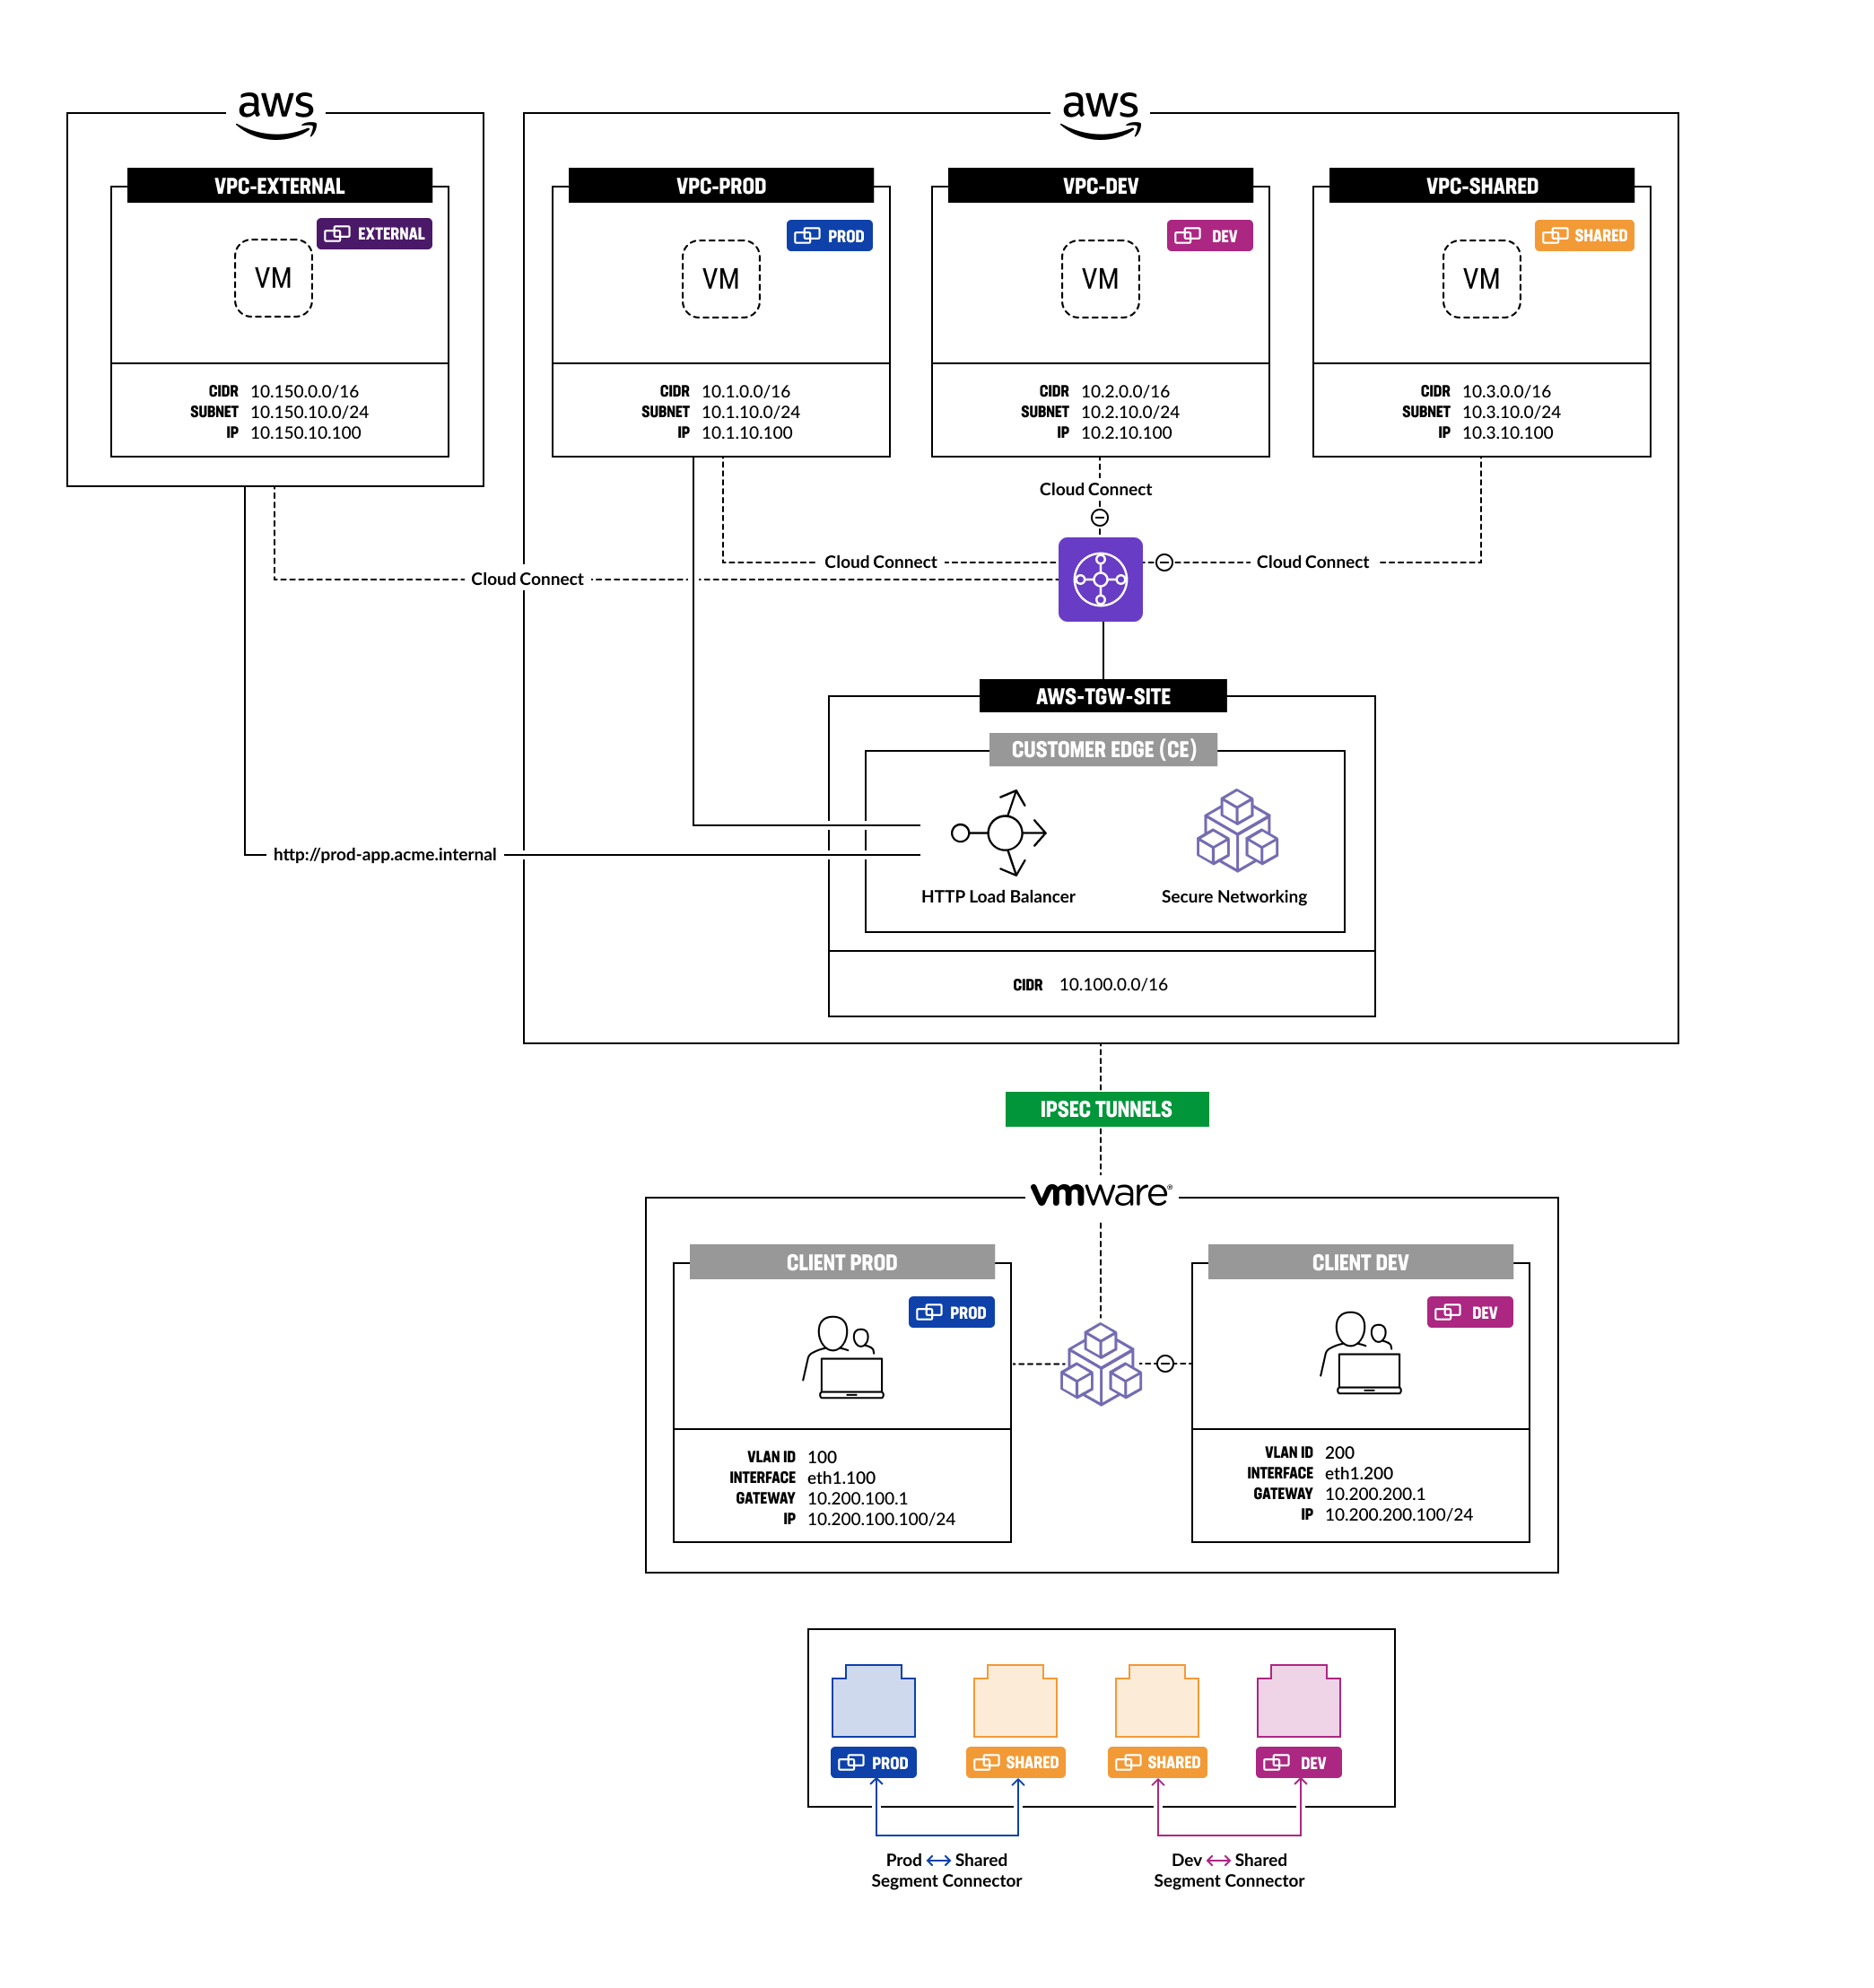 aws
aws
VPC-EXTERNAL
EXTERNAL
VM
CIDR 10.150.0.0/16
SUBNET 10.150.10.0/24
IP 10.150.10.100
VPC-PROD
PROD
VM
CIDR 10.1.0.0/16
SUBNET 10.1.10.0/24
IP 10.1.10.100
VPC-DEV
DEV
VM
CIDR 10.2.0.0/16
SUBNET 10.2.10.0/24
IP 10.2.10.100
VPC-SHARED
SHARED
VM
CIDR 10.3.0.0/16
SUBNET 10.3.10.0/24
IP 10.3.10.100
Cloud Connect
Cloud Connect
Cloud Connect
Cloud Connect
AWS-TGW-SITE
CUSTOMER EDGE (CE)
http://prod-app.acme.internal
HTTP Load Balancer
Secure Networking
CIDR 10.100.0.0/16
IPSEC TUNNELS
vmware®
CLIENT PROD
PROD
VLAN ID 100
INTERFACE eth1.100
GATEWAY 10.200.100.1
IP 10.200.100.100/24
CLIENT DEV
DEV
VLAN ID 200
INTERFACE eth1.200
GATEWAY 10.200.200.1
IP 10.200.200.100/24
PROD
SHARED
SHARED
DEV
Prod ↔ Shared
Segment Connector
Dev ↔ Shared
Segment Connector